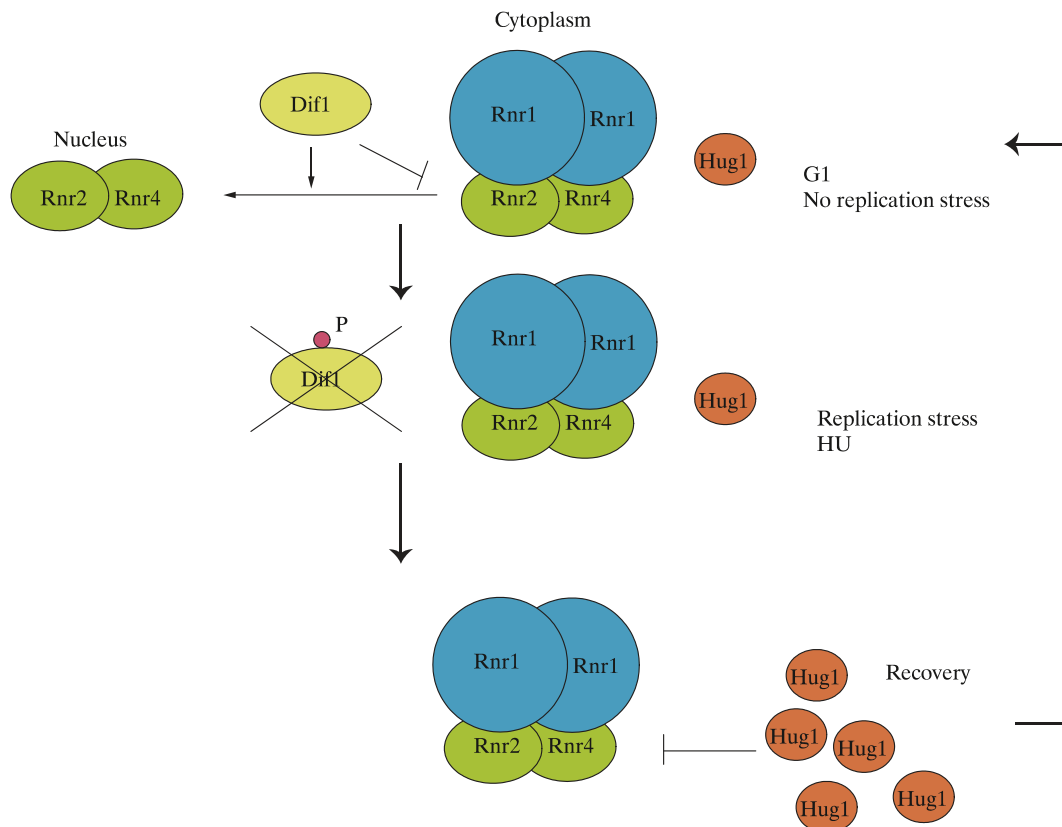 Cytoplasm
Dif1
Rnr1
Rnr1
Nucleus
Hug1
G1
No replication stress
Rnr2
Rnr4
Rnr2
Rnr4
P
Dif1
Rnr1
Rnr1
Hug1
Rnr2
Rnr4
Replication stress
HU
Rnr1
Rnr1
Hug1
Recovery
Rnr2
Rnr4
Hug1
Hug1
Hug1
Hug1